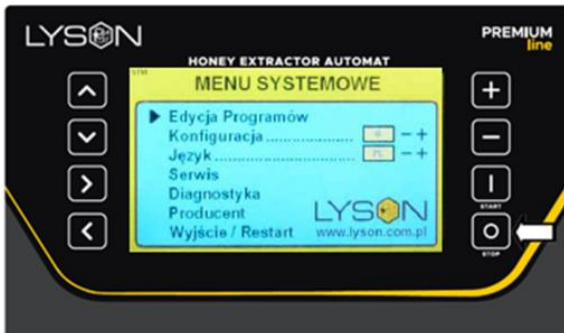 LYSON
PREMIUM
line
HONEY EXTRACTOR AUTOMAT
MENU SYSTEMOWE
Edycja Programów
Konfiguracja ..................... - +
Język .............................. - +
Serwis
Diagnostyka
Producent
LYSON
Wyjście / Restart www.lyson.com.pl
+
-
START
STOP